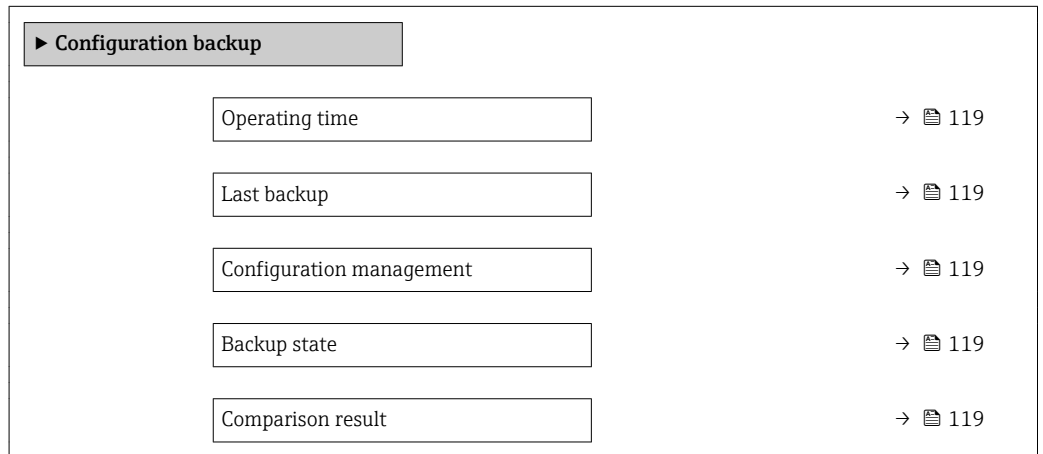 ▶ Configuration backup
Operating time → 119
Last backup → 119
Configuration management → 119
Backup state → 119
Comparison result → 119